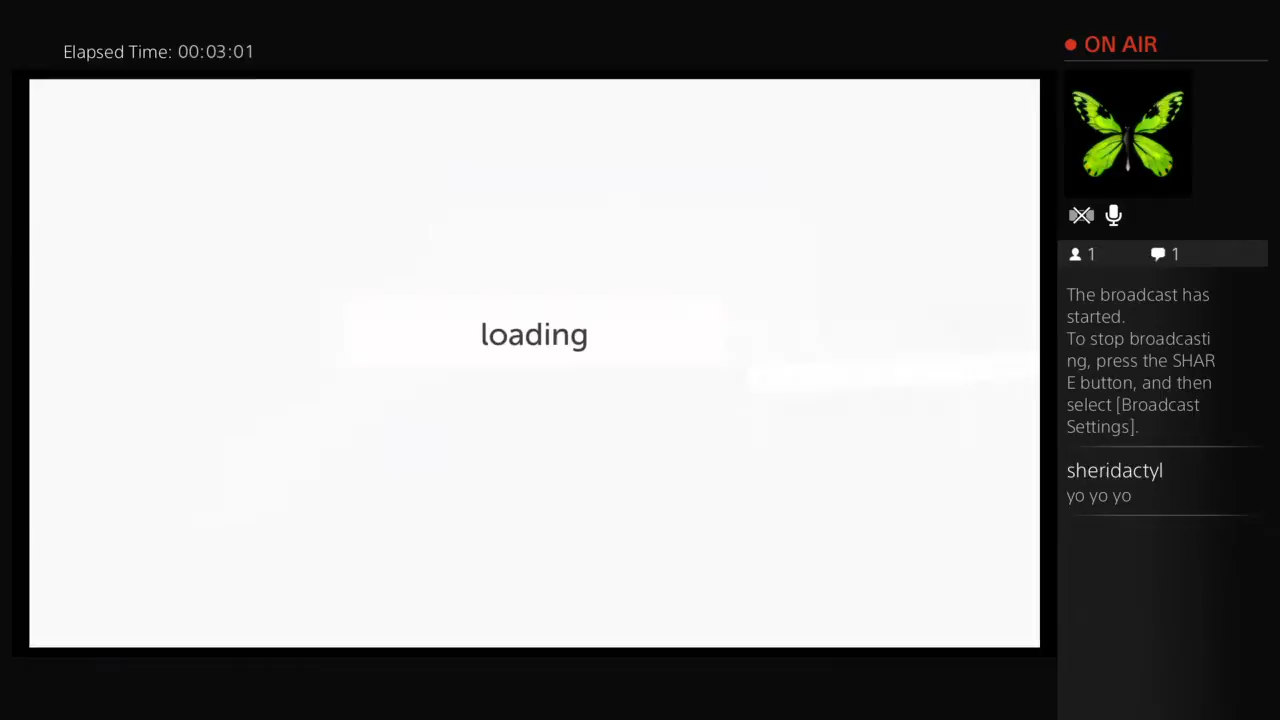 Elapsed Time: 00:03:01
ON AIR
1
1
loading
The broadcast has
started.
To stop broadcasti
ng, press the SHAR
E button, and then
select [Broadcast
Settings].
sheridactyl
yo yo yo